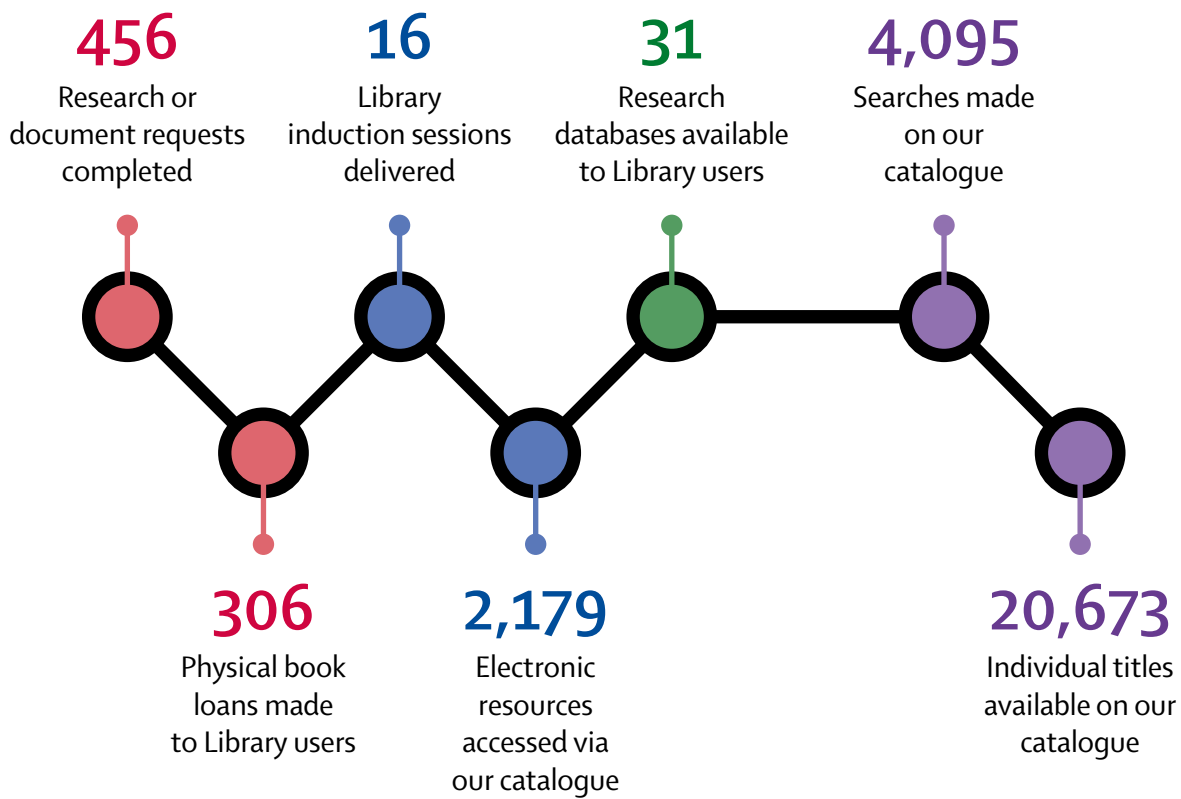 456
Research or
document requests
completed
16
Library
induction sessions
delivered
31
Research
databases available
to Library users
4,095
Searches made
on our
catalogue
306
Physical book
loans made
to Library users
2,179
Electronic
resources
accessed via
our catalogue
20,673
Individual titles
available on our
catalogue